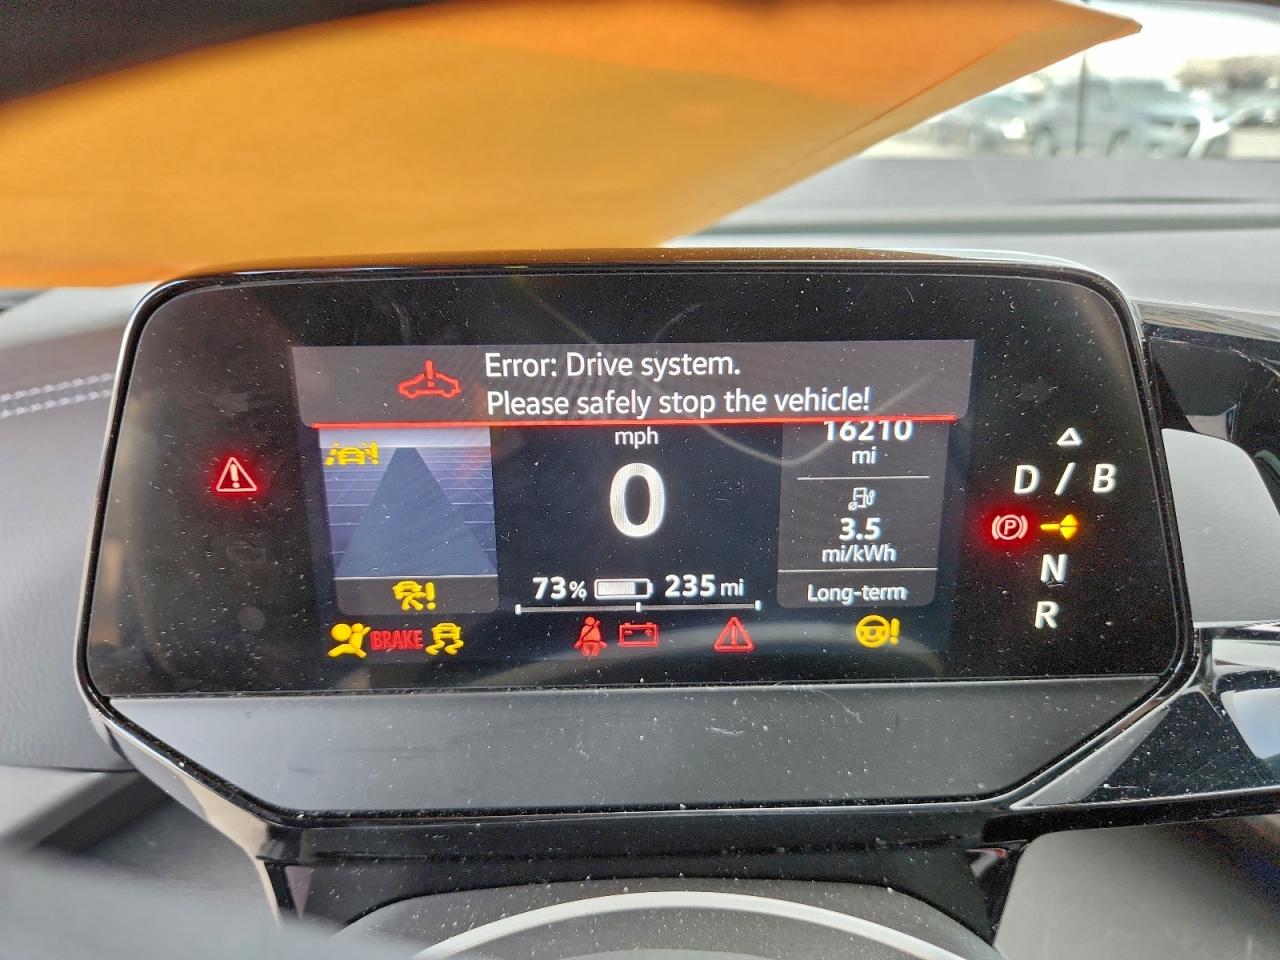 Error: Drive system.
Please safely stop the vehicle!
mph
0
16210
mi
3.5
mi/kWh
Long-term
73% 235 mi
BRAKE
D / B
P
N
R